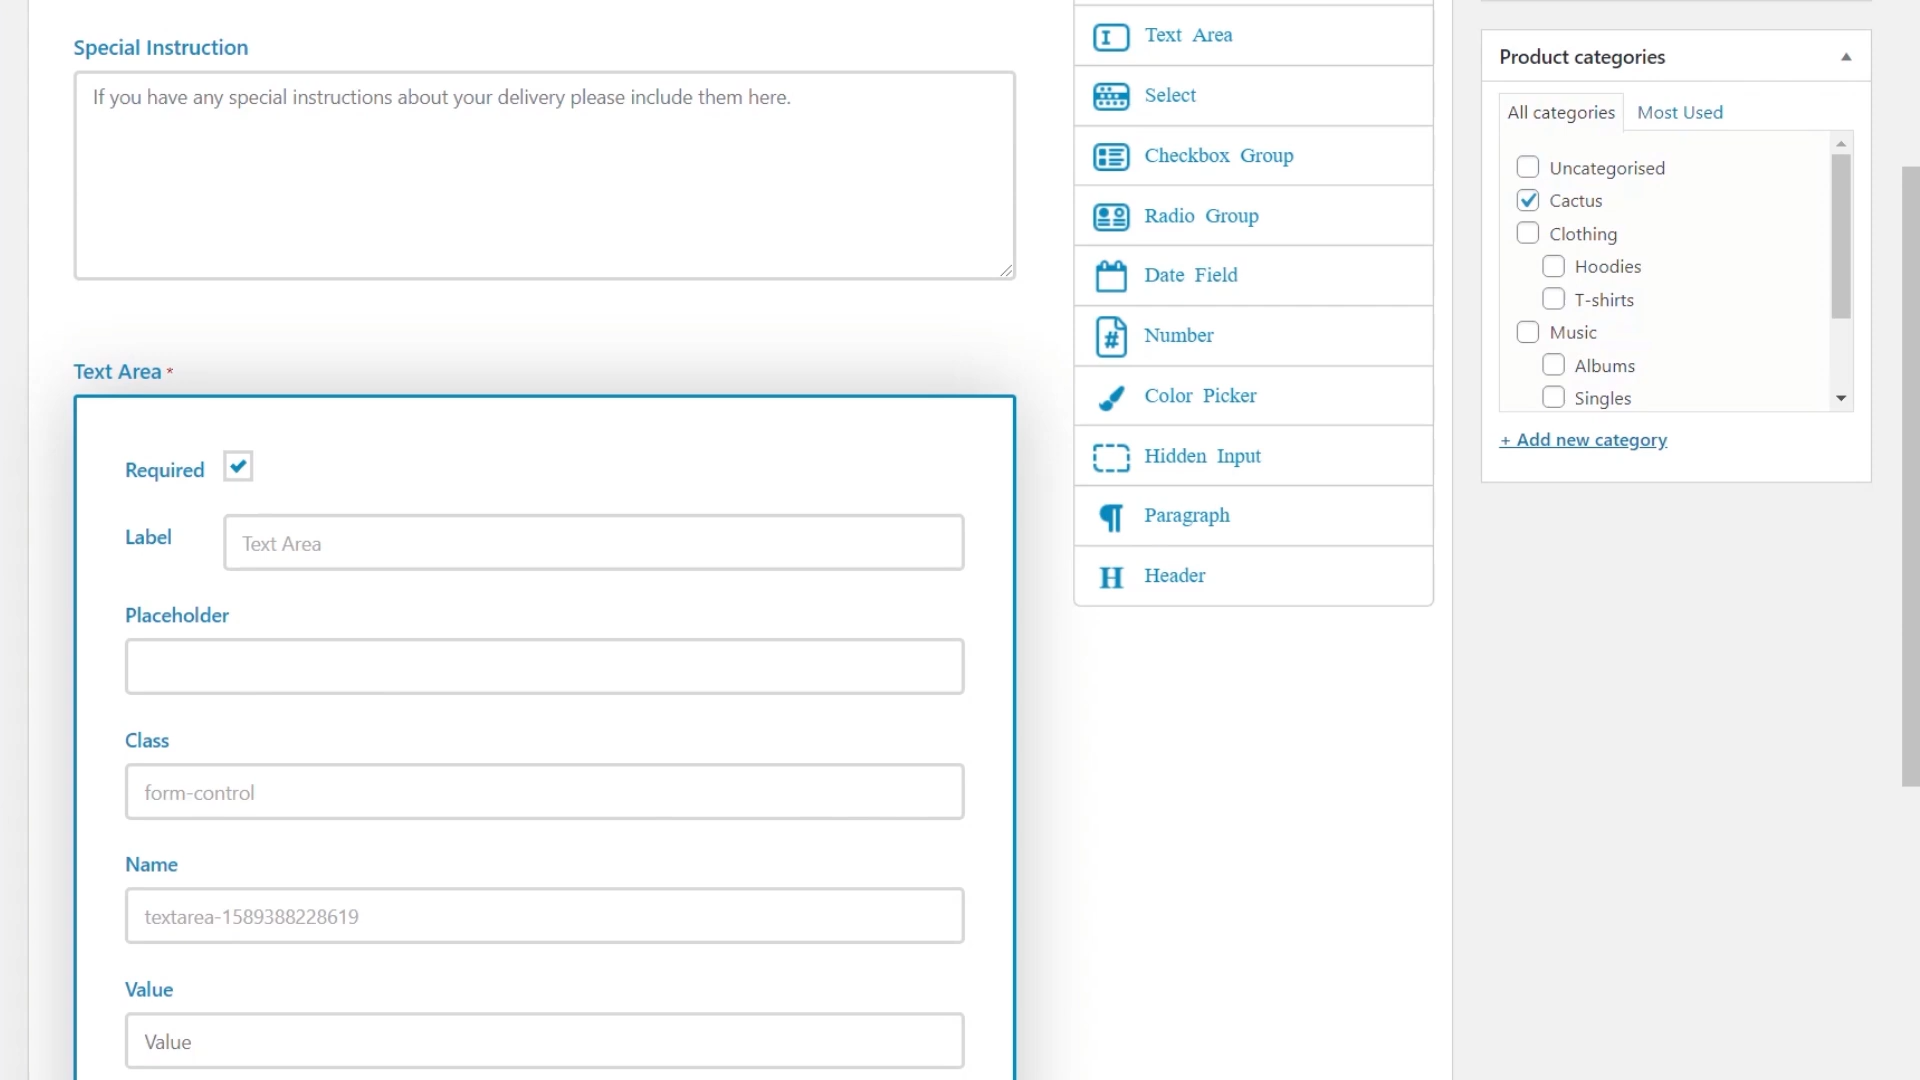 Special Instruction
If you have any special instructions about your delivery please include them here.
Text Area *
Required
Label
Text Area
Placeholder
Class
form-control
Name
textarea-1589388228619
Value
Value
Text Area
Select
Checkbox Group
Radio Group
Date Field
Number
Color Picker
Hidden Input
Paragraph
Header
Product categories
All categories
Most Used
Uncategorised
Cactus
Clothing
Hoodies
T-shirts
Music
Albums
Singles
+ Add new category